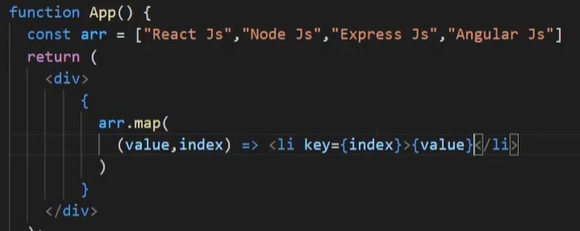 function App() {
const arr = ["React Js","Node Js","Express Js","Angular Js"]
return (
<div>
{
arr.map(
(value,index) => <li key={index}>{value}</li>
)
}
</div>
);